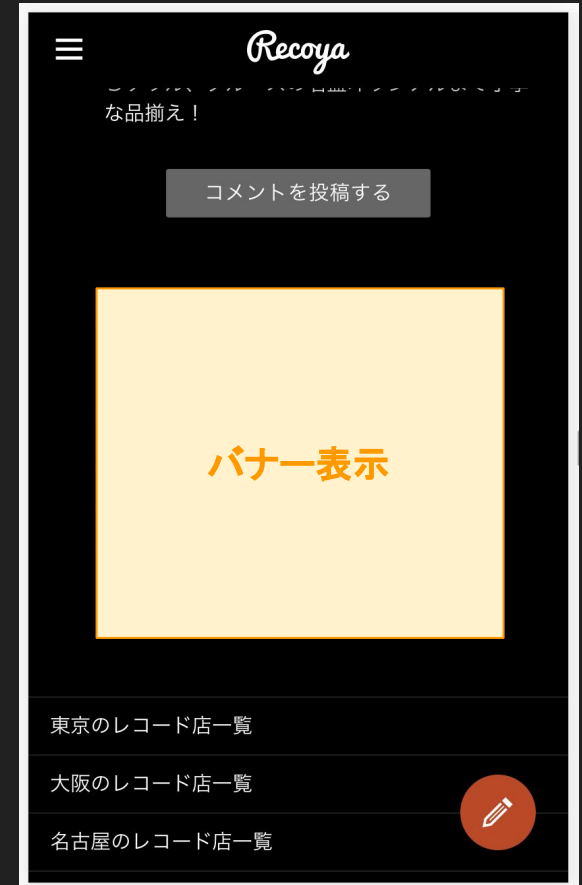 Recoya
な品揃え！
コメントを投稿する
バナー表示
東京のレコード店一覧
大阪のレコード店一覧
名古屋のレコード店一覧